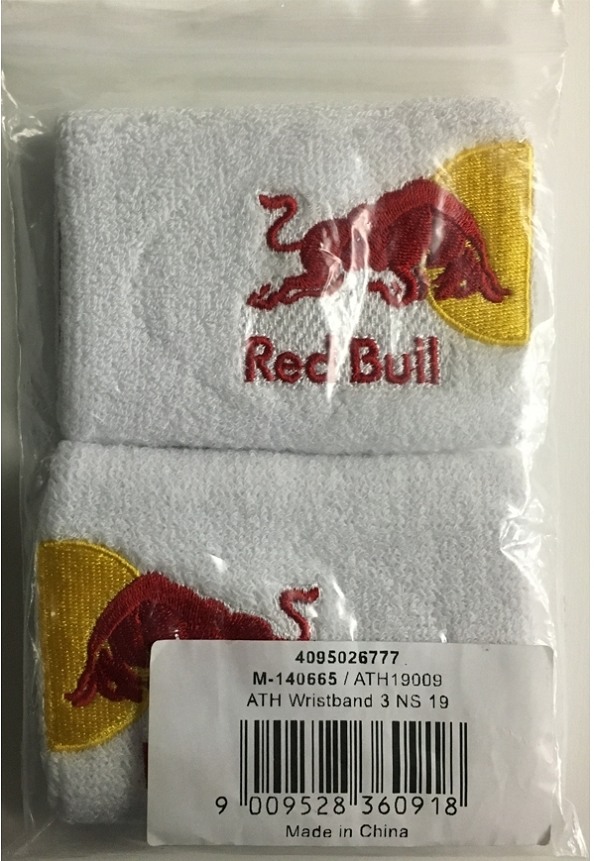 Red Bull
4095026777
M-140665 / ATH19009
ATH Wristband 3 NS 19
9 009528 360918
Made in China